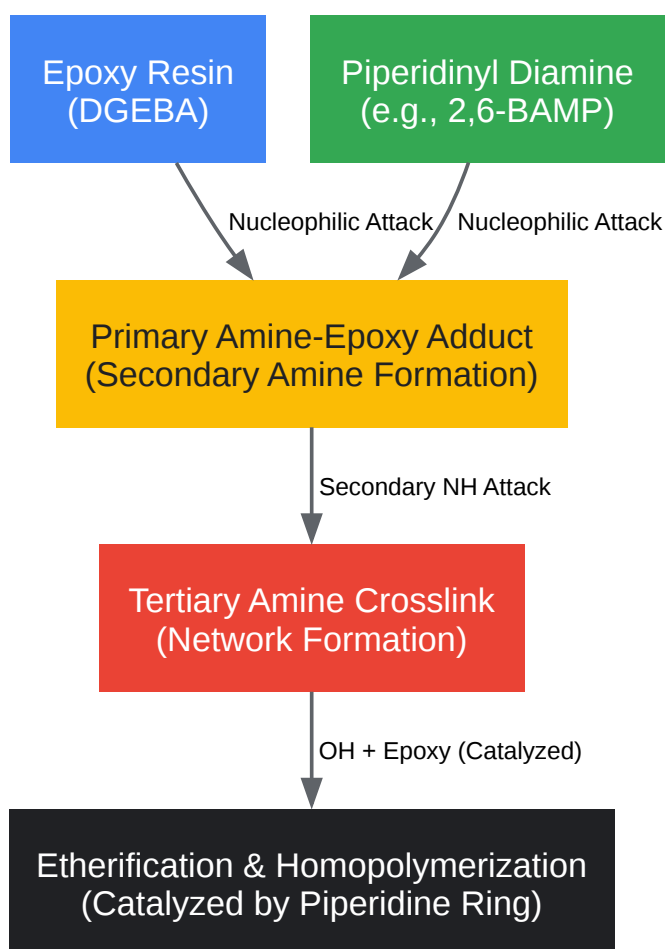 Epoxy Resin
(DGEBA)
Piperidinyl Diamine
(e.g., 2,6-BAMP)
Nucleophilic Attack
Nucleophilic Attack
Primary Amine-Epoxy Adduct
(Secondary Amine Formation)
Secondary NH Attack
Tertiary Amine Crosslink
(Network Formation)
OH + Epoxy (Catalyzed)
Etherification & Homopolymerization
(Catalyzed by Piperidine Ring)